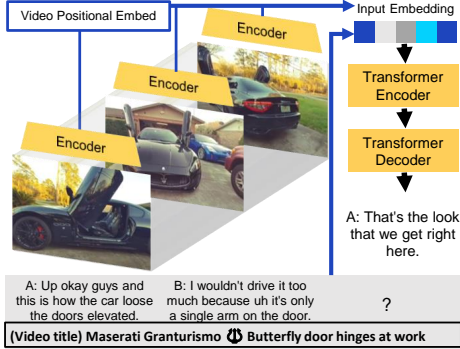 Video Positional Embed
Input Embedding
Encoder
Encoder
Encoder
Transformer
Encoder
Transformer
Decoder
A: That's the look
that we get right
here.
A: Up okay guys and
this is how the car loose
the doors elevated.
B: I wouldn't drive it too
much because uh it's only
a single arm on the door.
?
(Video title) Maserati Granturismo Butterfly door hinges at work